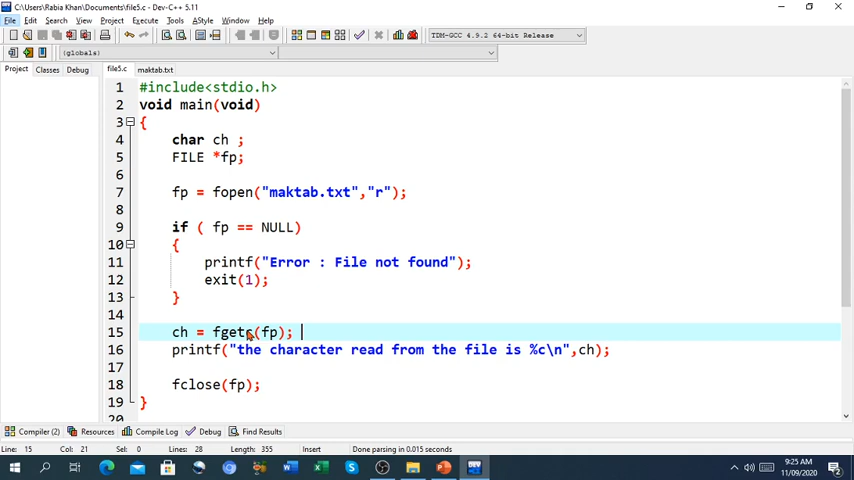 C:\Users\Rabia Khan\Documents\file5.c - Dev-C++ 5.11
File Edit Search View Project Execute Tools AStyle Window Help
TDM-GCC 4.9.2 64-bit Release
(globals)
Project Classes Debug file5.c maktab.txt
1 #include<stdio.h>
2 void main(void)
3 {
4 char ch ;
5 FILE *fp;
6
7 fp = fopen("maktab.txt","r");
8
9 if ( fp == NULL)
10 {
11 printf("Error : File not found");
12 exit(1);
13 }
14
15 ch = fgetc(fp);
16 printf("the character read from the file is %c\n",ch);
17
18 fclose(fp);
19 }
20
Compiler (2) Resources Compile Log Debug Find Results
Line: 15 Col: 21 Sel: 0 Lines: 28 Length: 355 Insert Done parsing in 0.015 seconds
9:25 AM
11/09/2020
2